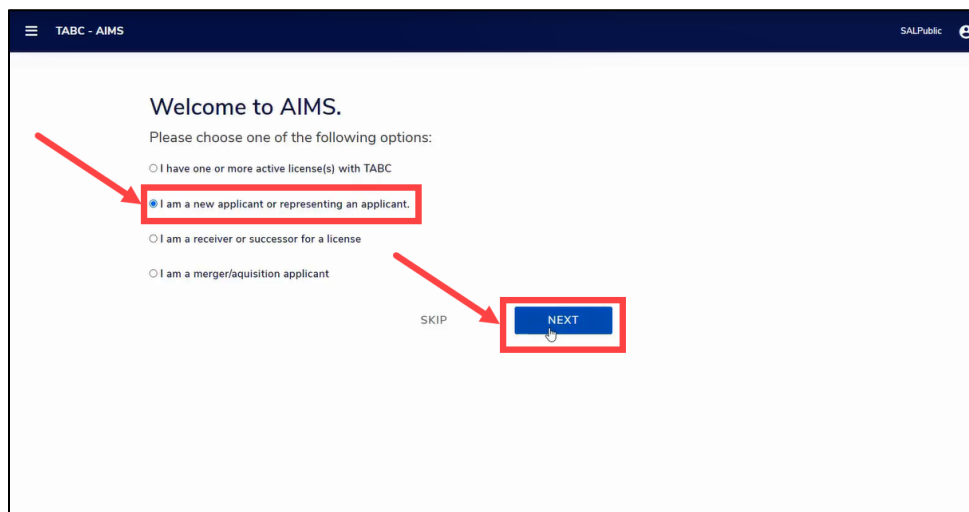 TABC - AIMS
SALPublic
Welcome to AIMS.
Please choose one of the following options:
I have one or more active license(s) with TABC
I am a new applicant or representing an applicant.
I am a receiver or successor for a license
I am a merger/aquisition applicant
SKIP
NEXT